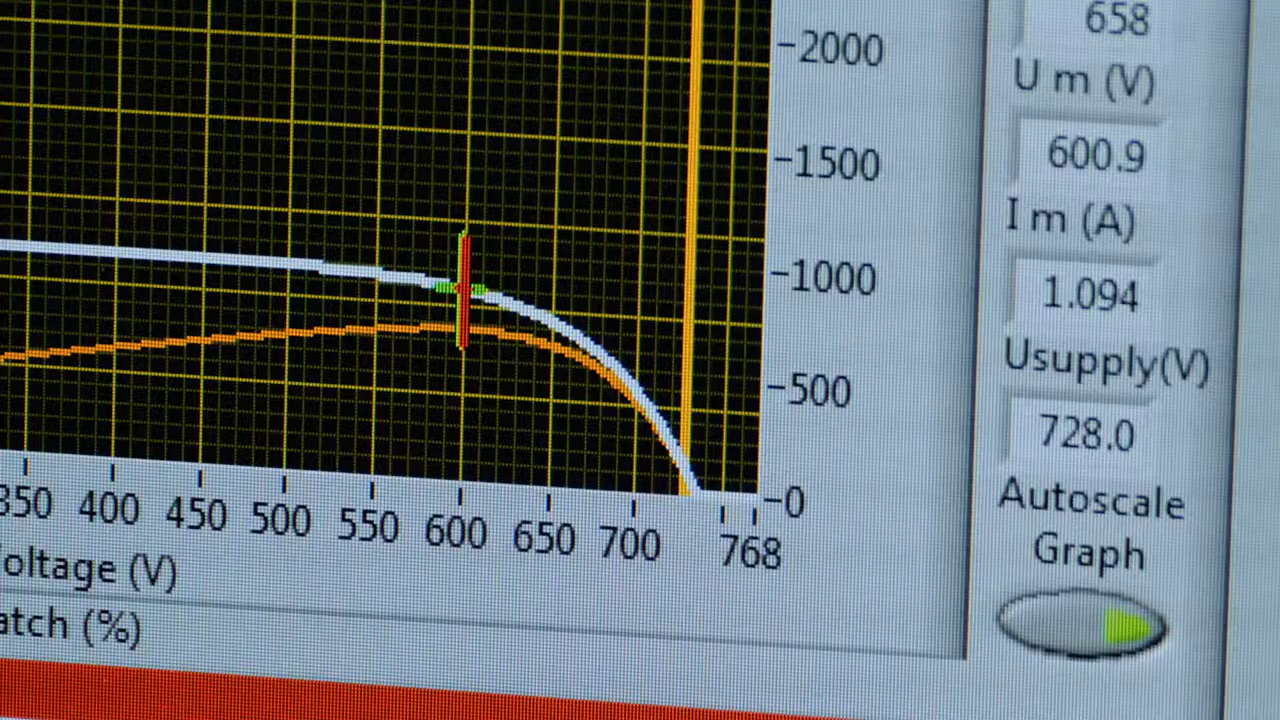 658
U m (V)
600.9
I m (A)
1.094
Usupply(V)
728.0
Autoscale
Graph
2000
1500
1000
500
0
350 400 450 500 550 600 650 700 768
oltage (V)
atch (%)